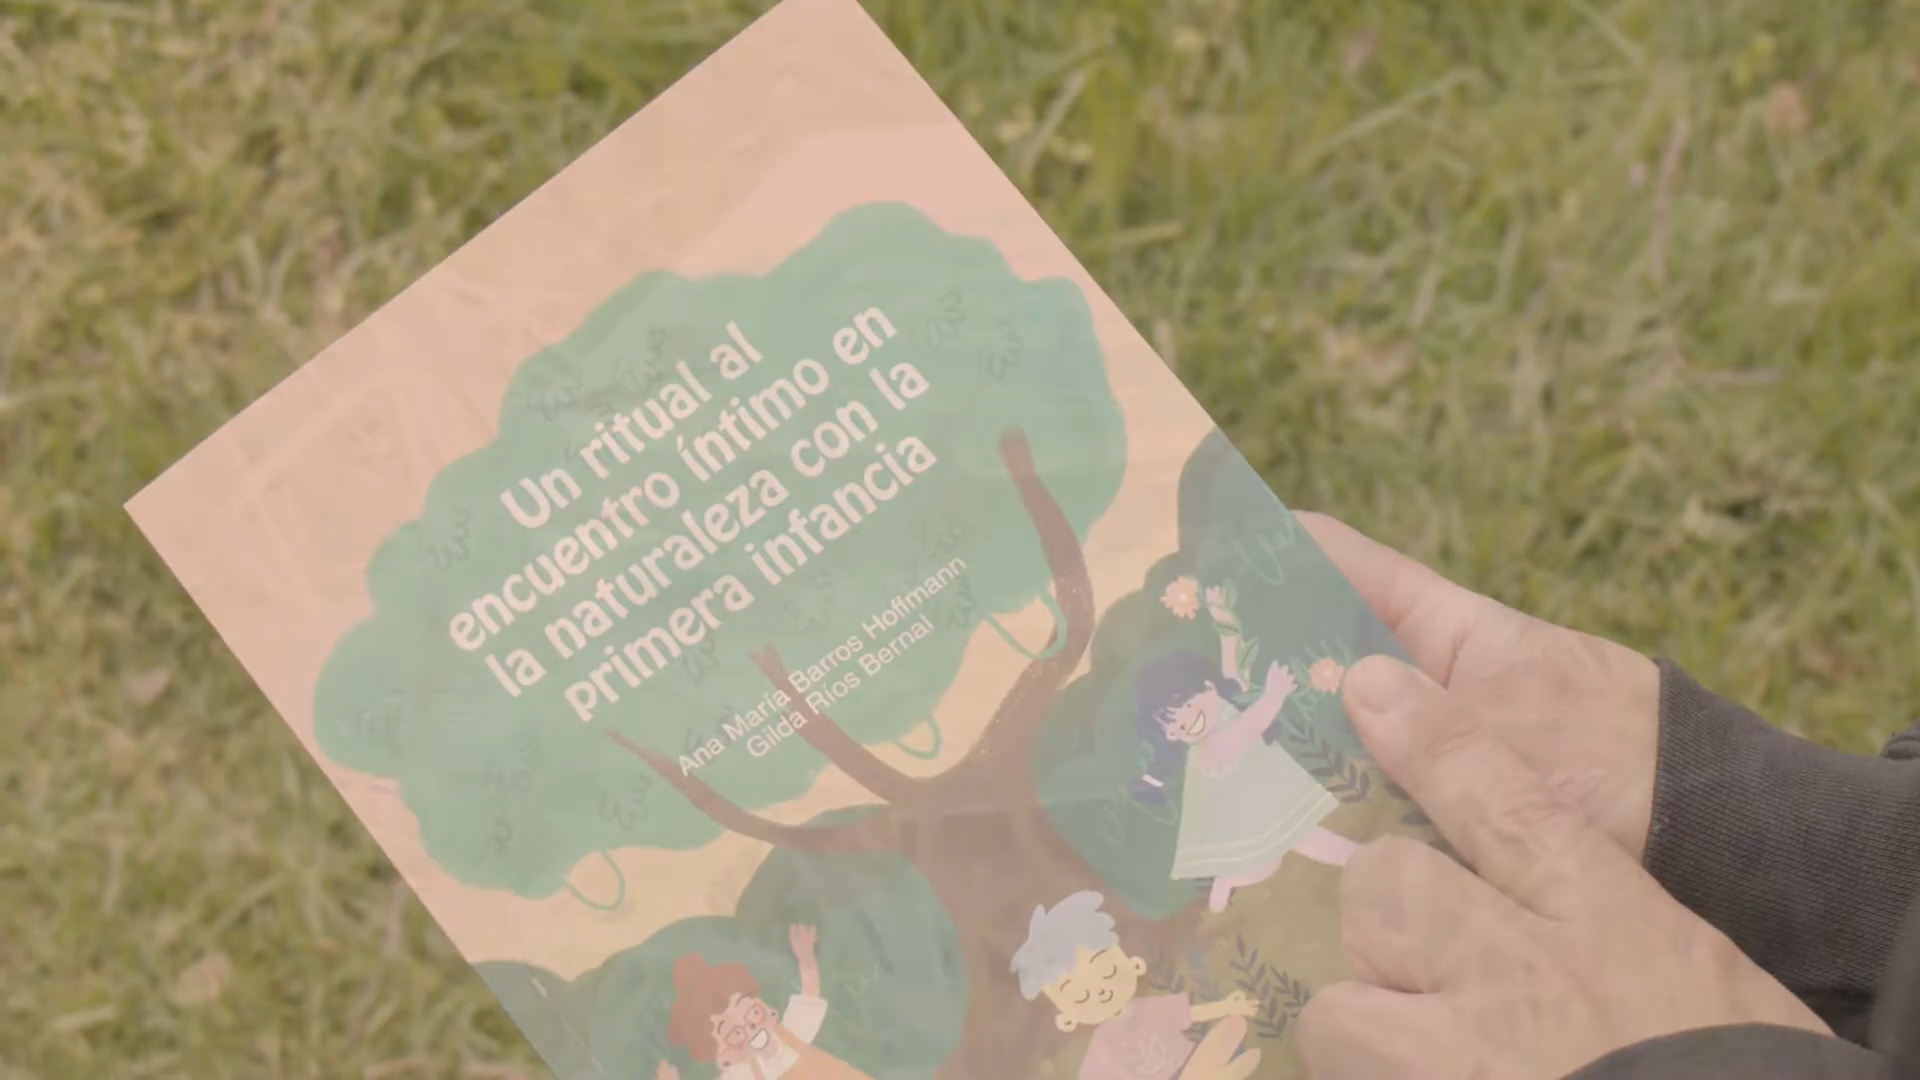 Un ritual al
encuentro íntimo en
la naturaleza con la
primera infancia
Ana María Barros Hoffmann
Gilda Ríos Bernal